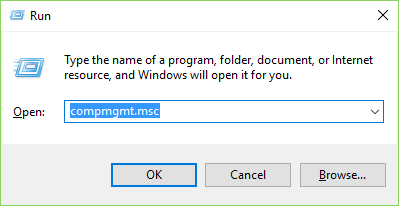 Run
Type the name of a program, folder, document, or Internet
resource, and Windows will open it for you.
Open: compmgmt.msc
OK Cancel Browse...